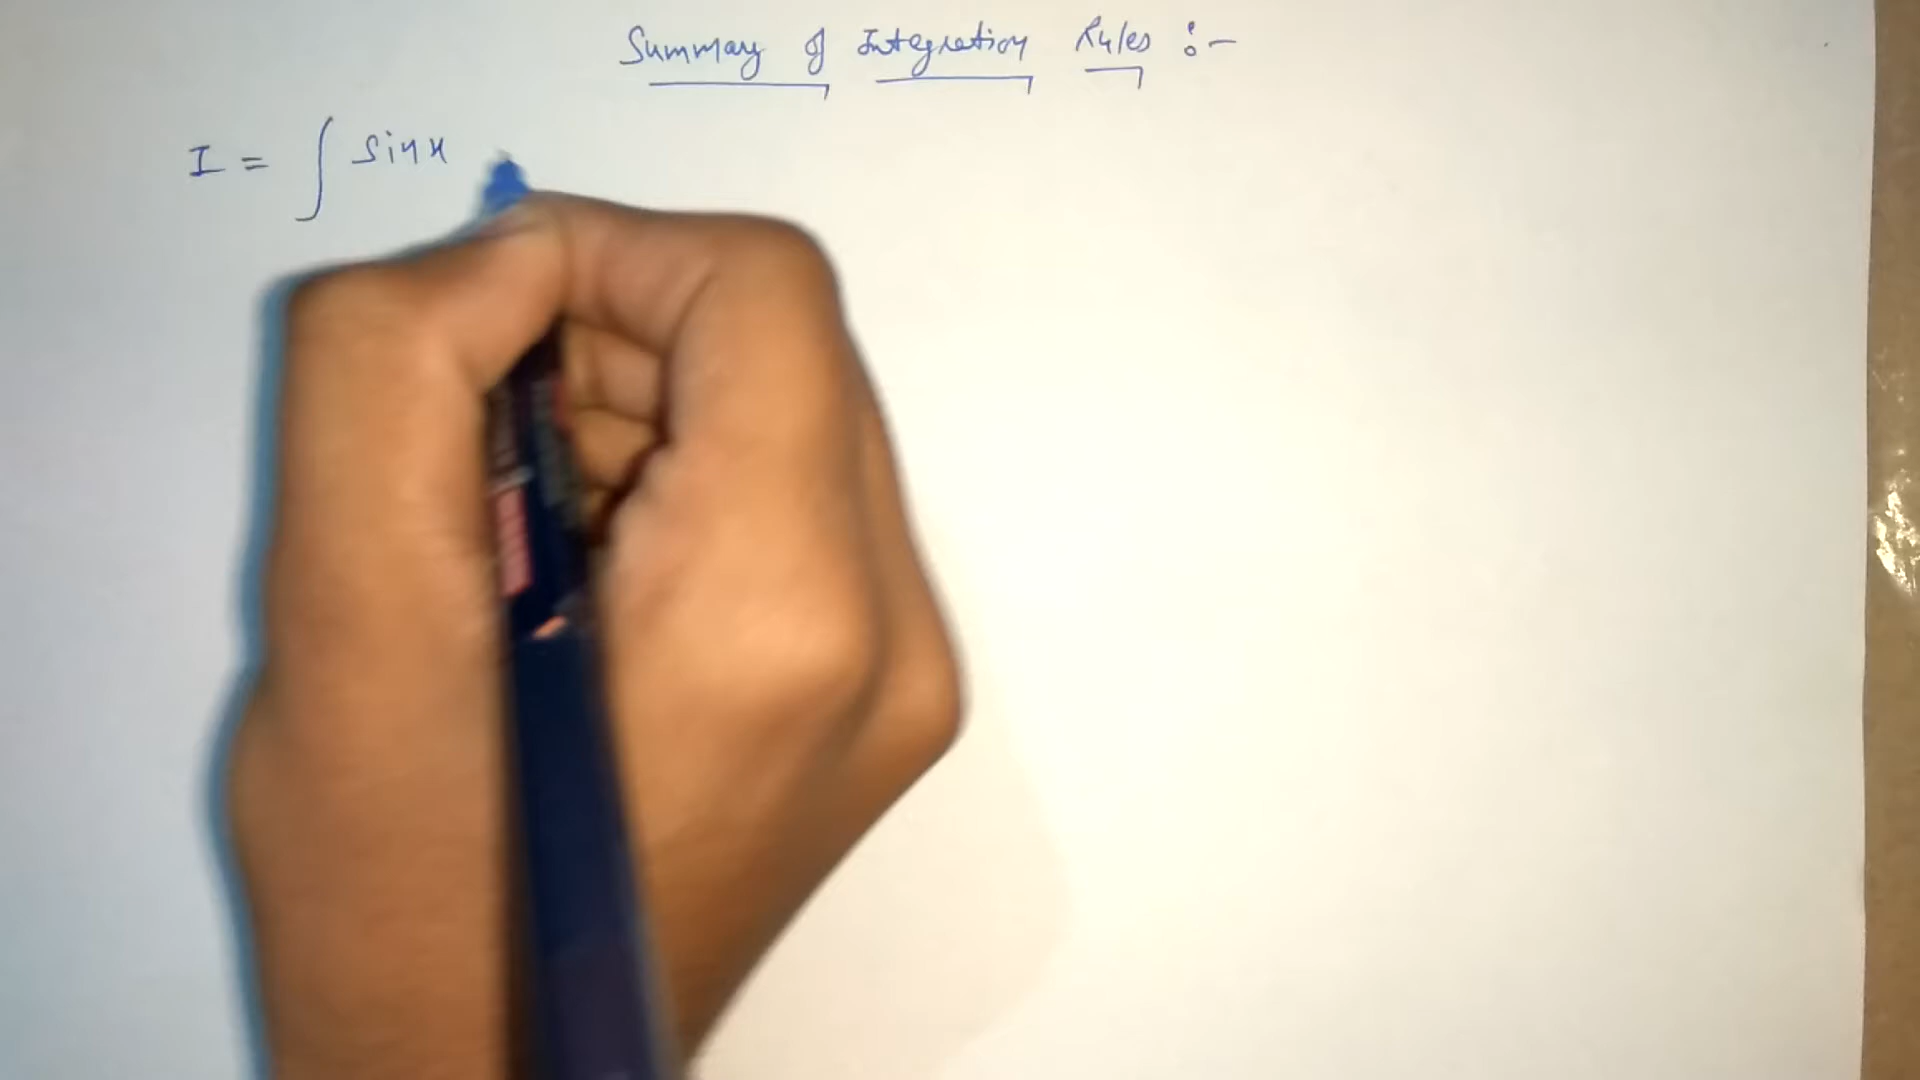 Summary of Integration Rules :-
I = ∫ sin x